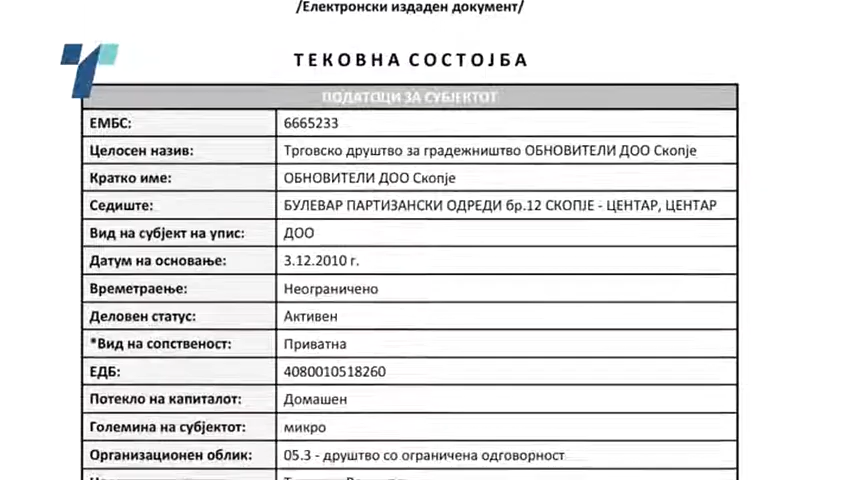 /Електронски издаден документ/
ТЕКОВНА СОСТОЈБА
ПОДАТОЦИ ЗА СУБЈЕКТОТ
ЕМБС: 6665233
Целосен назив: Трговско друштво за градежништво ОБНОВИТЕЛИ ДОО Скопје
Кратко име: ОБНОВИТЕЛИ ДОО Скопје
Седиште: БУЛЕВАР ПАРТИЗАНСКИ ОДРЕДИ бр.12 СКОПЈЕ - ЦЕНТАР, ЦЕНТАР
Вид на субјект на упис: ДОО
Датум на основање: 3.12.2010 г.
Времетраење: Неограничено
Деловен статус: Активен
*Вид на сопственост: Приватна
ЕДБ: 4080010518260
Потекло на капиталот: Домашен
Големина на субјектот: микро
Организационен облик: 05.3 - друштво со ограничена одговорност